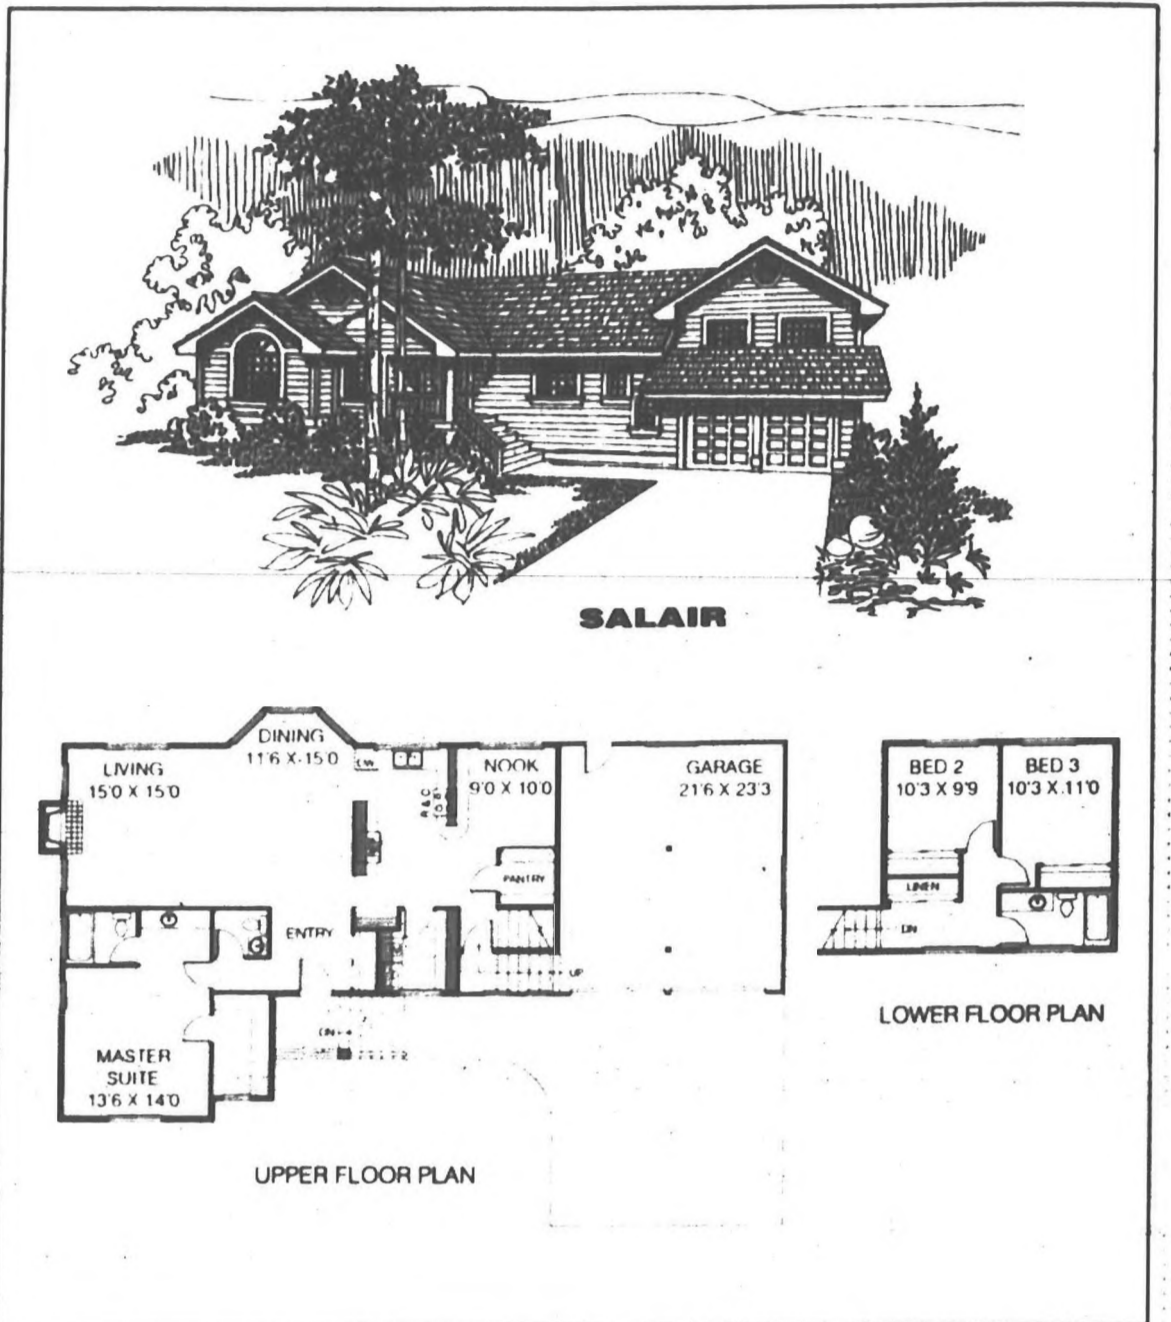 SALAIR
DINING
11'6 X 15'0
LIVING
15'0 X 15'0
NOOK
9'0 X 10'0
GARAGE
21'6 X 23'3
BED 2
10'3 X 9'9
BED 3
10'3 X 11'0
PANTRY
LINEN
ENTRY
DN
UP
LOWER FLOOR PLAN
DN
MASTER
SUITE
13'6 X 14'0
UPPER FLOOR PLAN